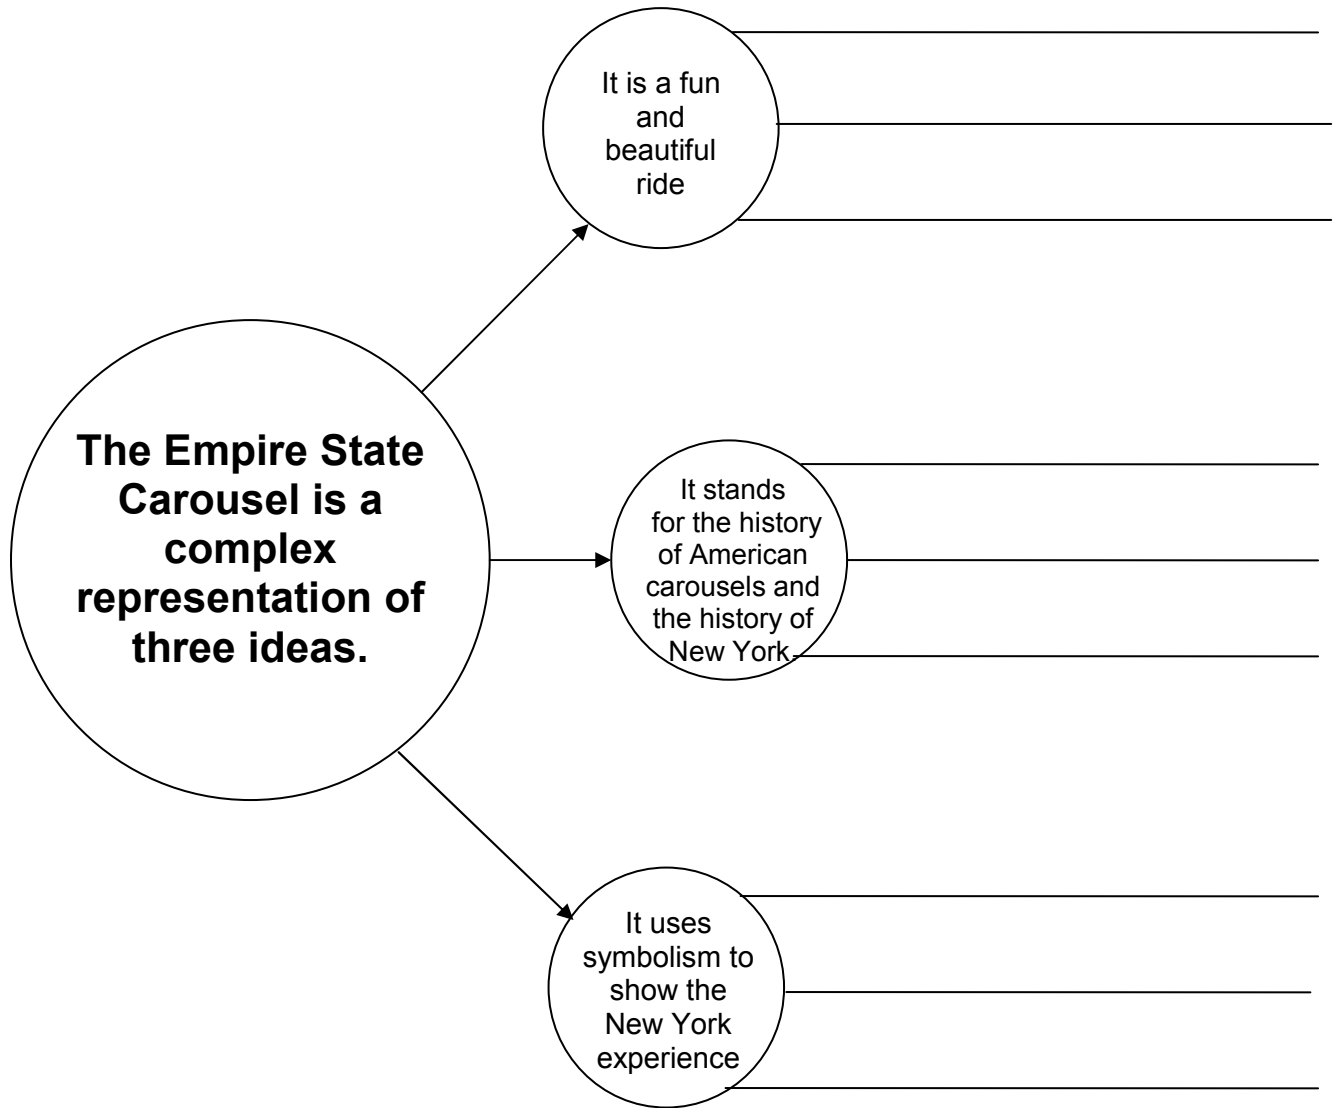 It is a fun
and
beautiful
ride
The Empire State
Carousel is a
complex
representation of
three ideas.
It stands
for the history
of American
carousels and
the history of
New York
It uses
symbolism to
show the
New York
experience